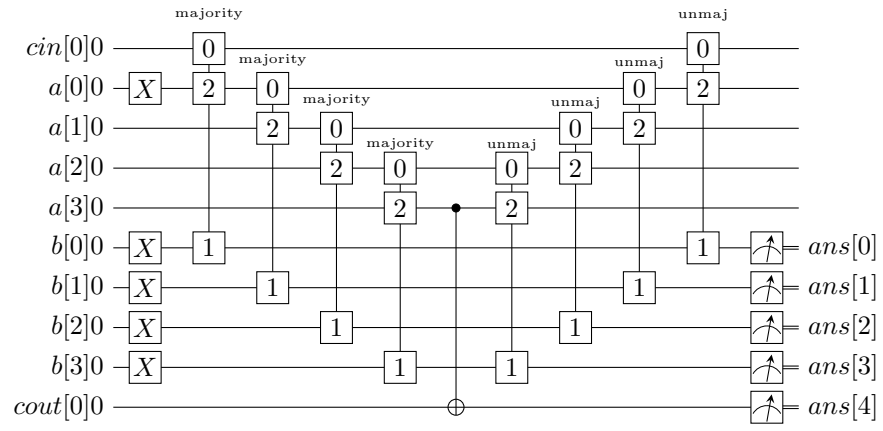 majority
unmaj
cin[0]0
0
0
majority
unmaj
a[0]0
X
2
0
0
2
majority
unmaj
a[1]0
2
0
0
2
majority
unmaj
a[2]0
2
0
0
2
a[3]0
2
2
b[0]0
X
1
1
ans[0]
b[1]0
X
1
1
ans[1]
b[2]0
X
1
1
ans[2]
b[3]0
X
1
1
ans[3]
cout[0]0
ans[4]